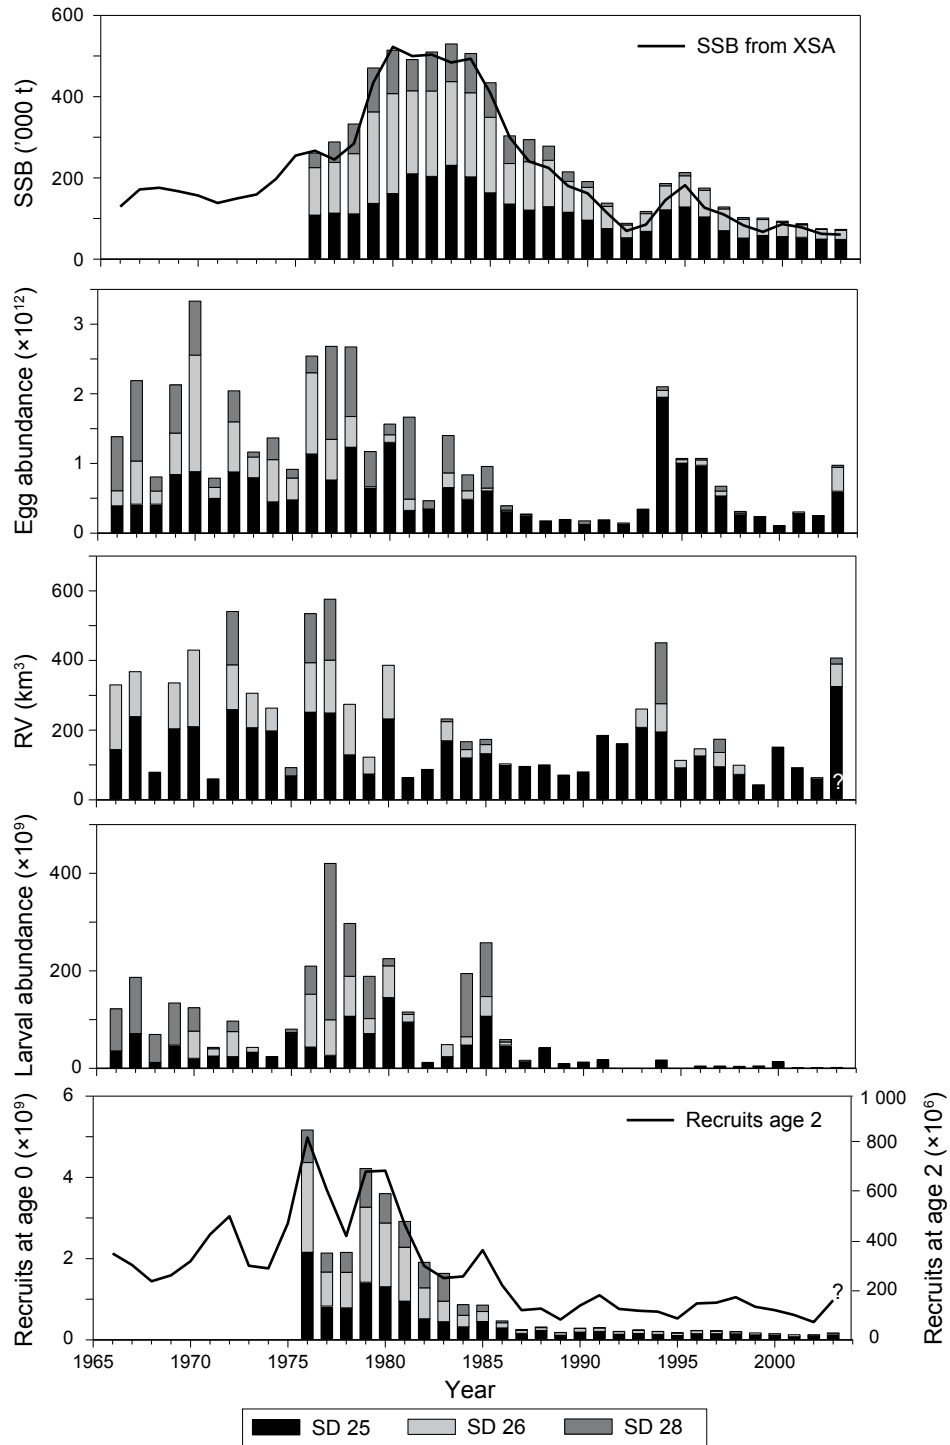 600
400
200
0
SSB ('000 t)
SSB from XSA
3
2
1
0
Egg abundance (×10¹²)
600
400
200
0
RV (km³)
?
400
200
0
Larval abundance (×10⁹)
6
4
2
0
Recruits at age 0 (×10⁹)
Recruits age 2
?
1 000
800
600
400
200
0
Recruits at age 2 (×10⁶)
1965 1970 1975 1980 1985 1990 1995 2000
Year
SD 25 SD 26 SD 28